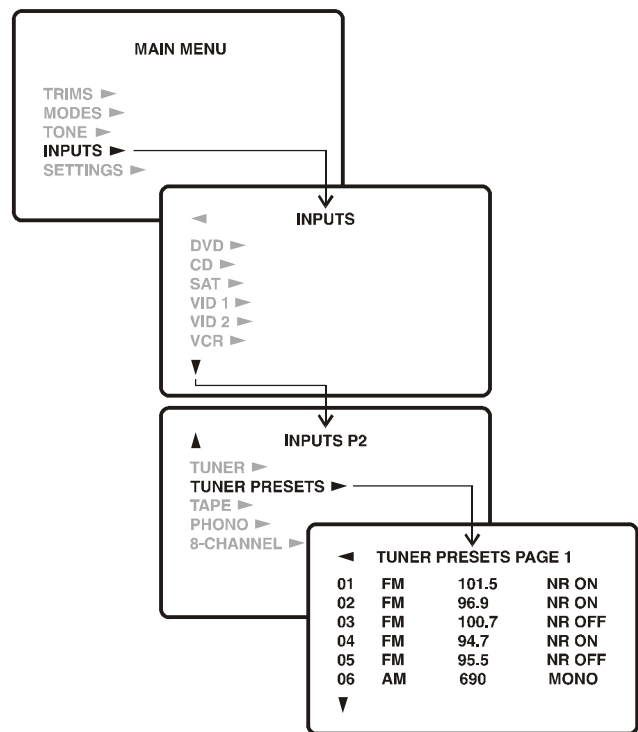 MAIN MENU
TRIMS ►
MODES ►
TONE ►
INPUTS ►
SETTINGS ►
◄ INPUTS
DVD ►
CD ►
SAT ►
VID 1 ►
VID 2 ►
VCR ►
▼
▲ INPUTS P2
TUNER ►
TUNER PRESETS ►
TAPE ►
PHONO ►
8-CHANNEL ►
◄ TUNER PRESETS PAGE 1
01 FM 101.5 NR ON
02 FM 96.9 NR ON
03 FM 100.7 NR OFF
04 FM 94.7 NR ON
05 FM 95.5 NR OFF
06 AM 690 MONO
▼